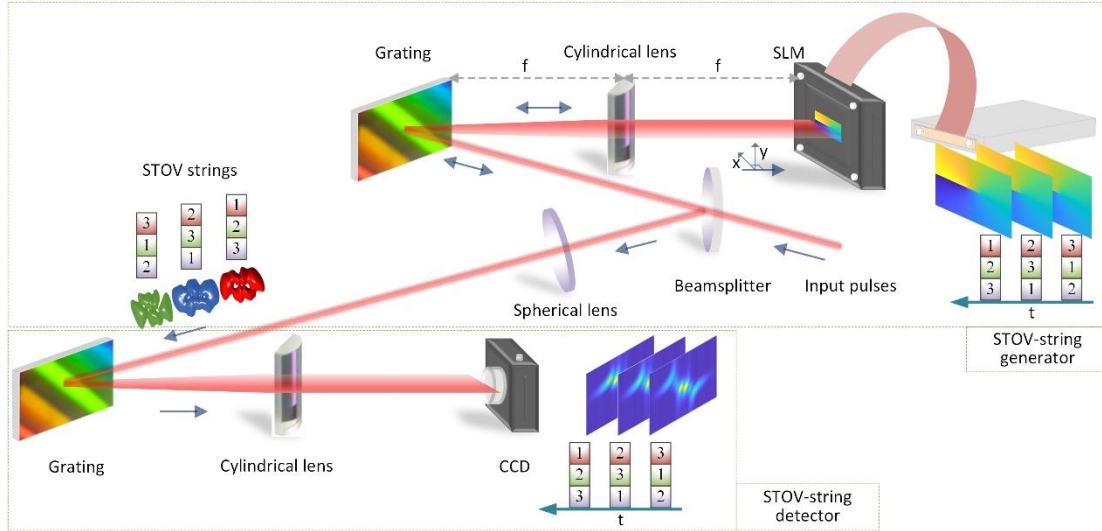 Grating
Cylindrical lens
SLM
f
f
x
y
STOV strings
3
1
2
2
3
1
1
2
3
Spherical lens
Beamsplitter
Input pulses
1
2
3
2
3
1
3
1
2
t
STOV-string
generator
Grating
Cylindrical lens
CCD
1
2
3
2
3
1
3
1
2
t
STOV-string
detector